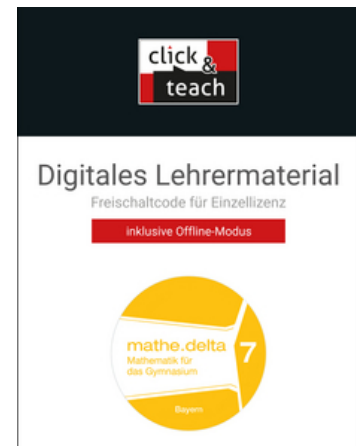 click &
teach
Digitales Lehrermaterial
Freischaltcode für Einzellizenz
inklusive Offline-Modus
mathe.delta 7
Mathematik für
das Gymnasium
Bayern